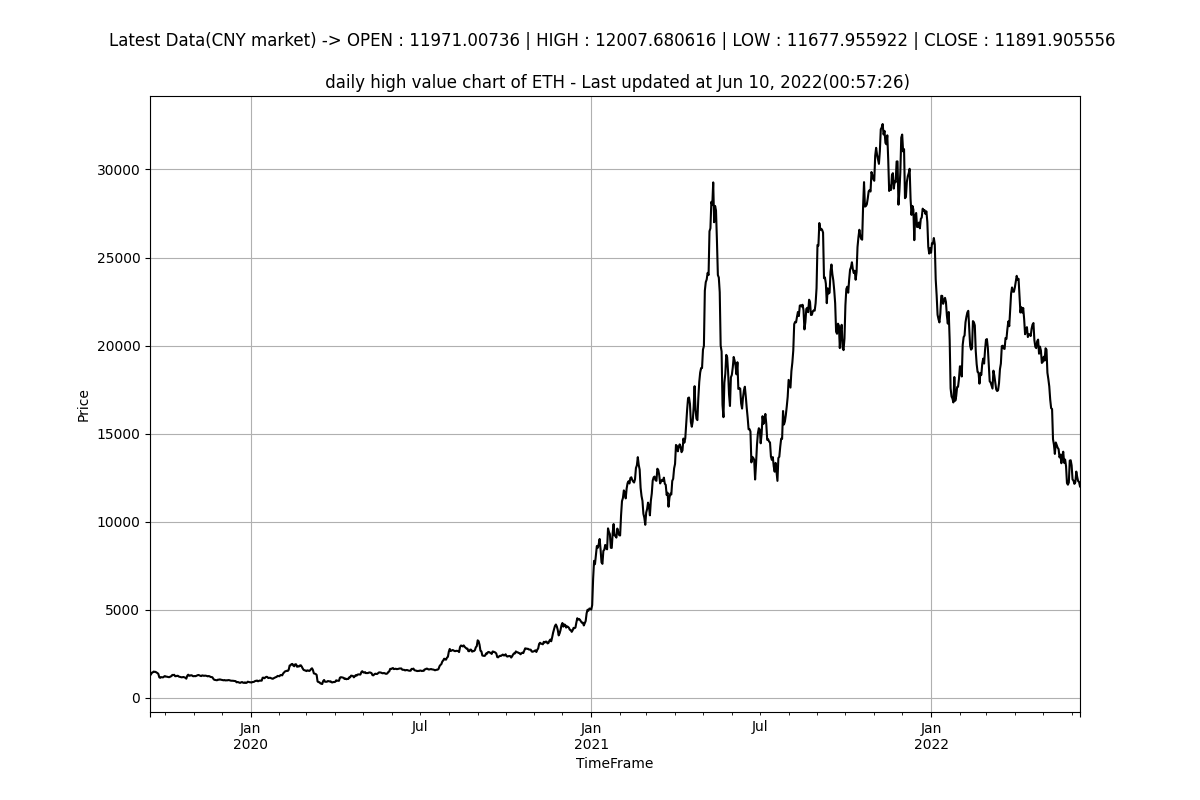 Latest Data(CNY market) -> OPEN : 11971.00736 | HIGH : 12007.680616 | LOW : 11677.955922 | CLOSE : 11891.905556
daily high value chart of ETH - Last updated at Jun 10, 2022(00:57:26)
30000
25000
20000
15000
10000
5000
0
Price
Jan
2020
Jul
Jan
2021
Jul
Jan
2022
TimeFrame